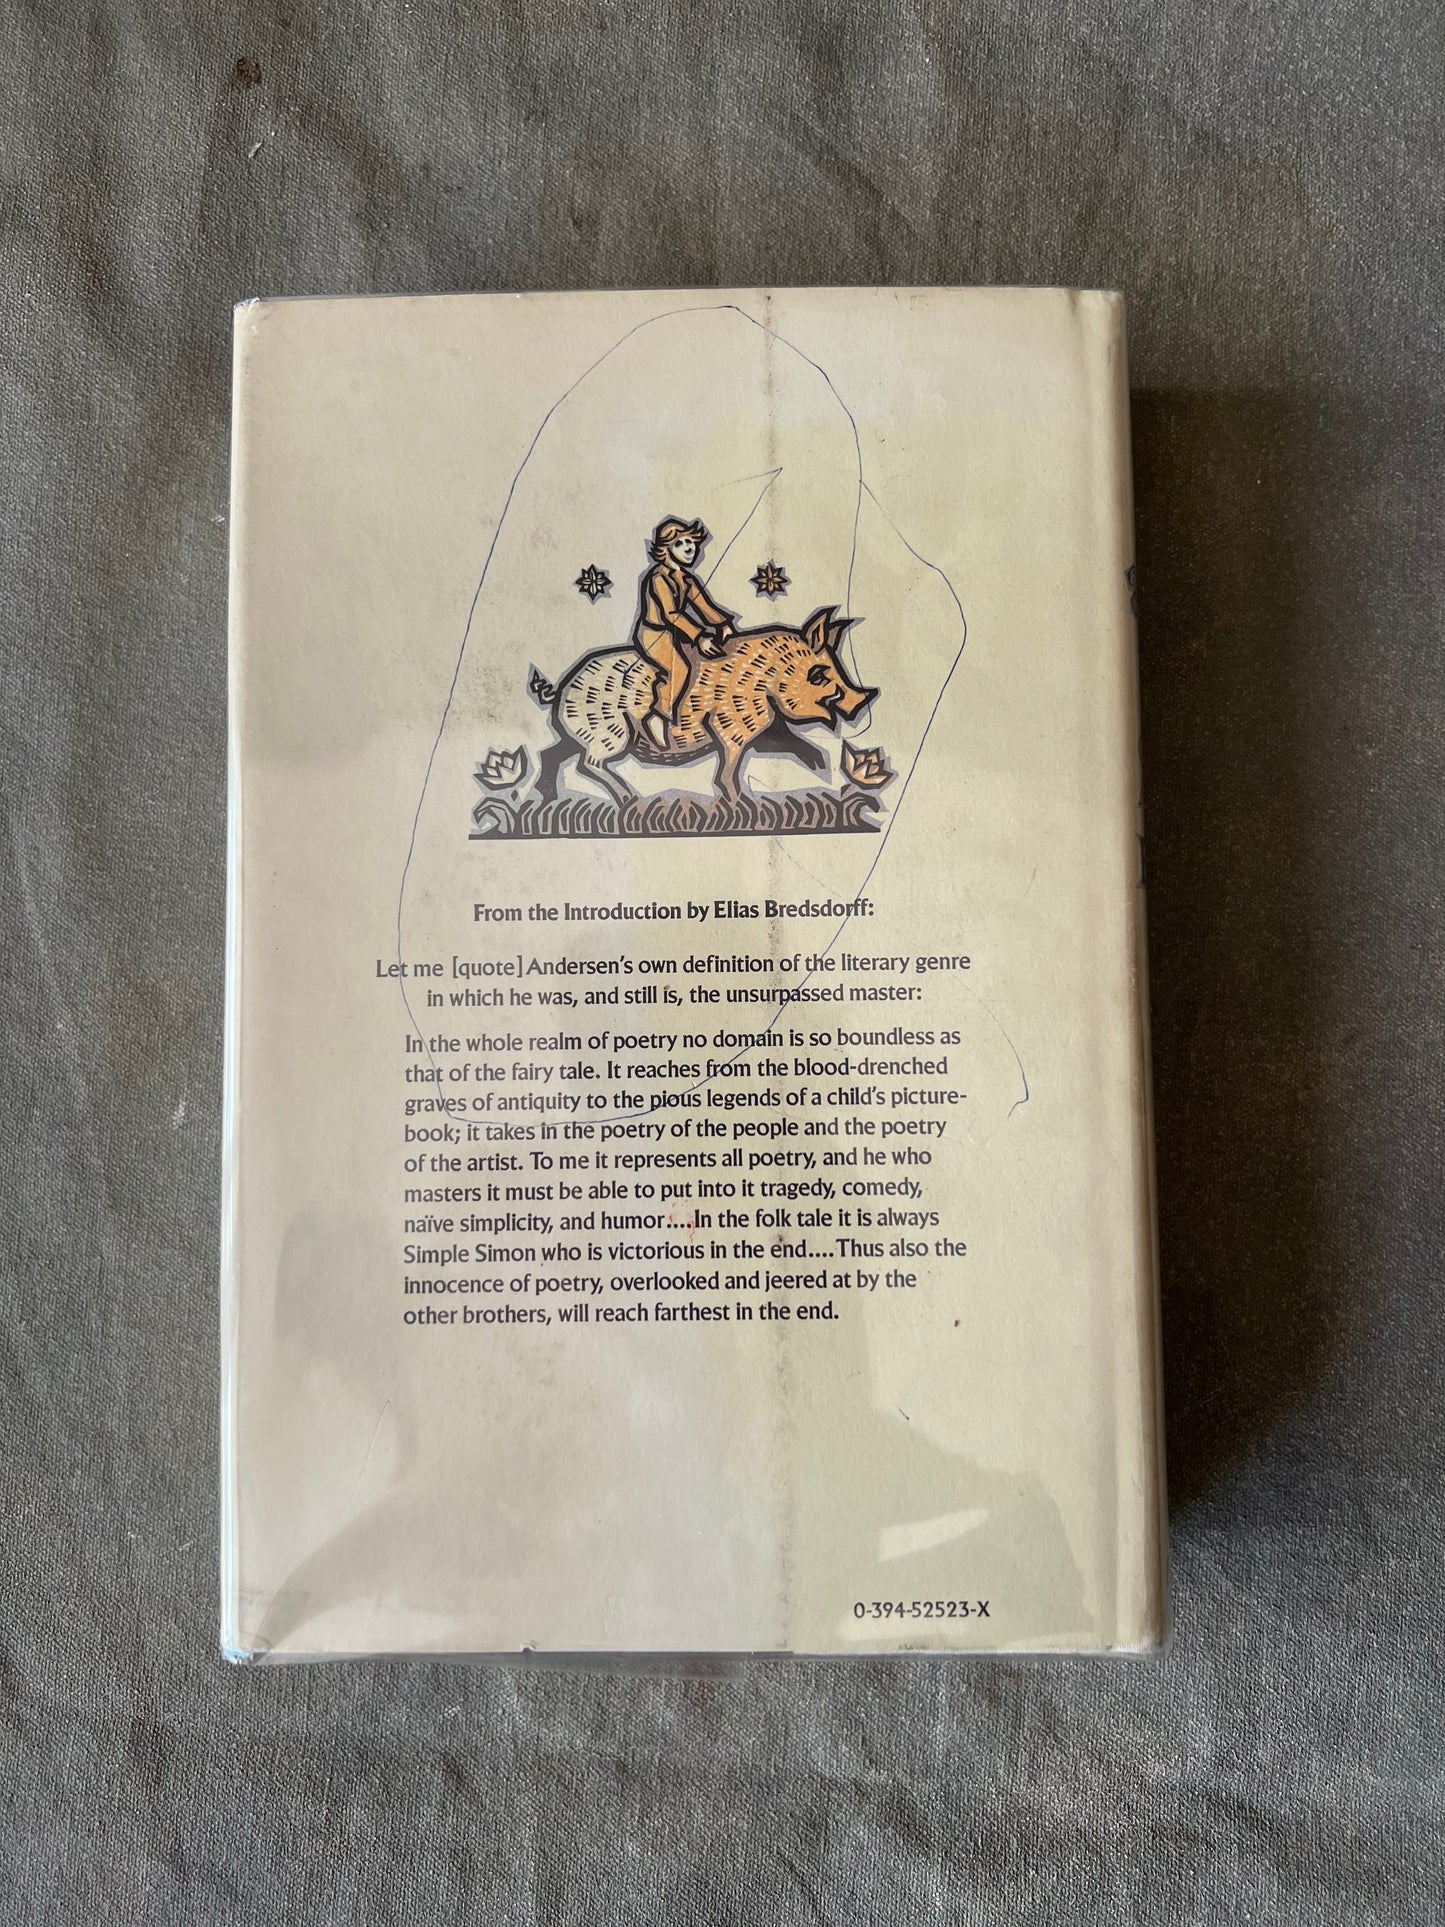 From the Introduction by Elias Bredsdorff:
Let me [quote] Andersen's own definition of the literary genre
in which he was, and still is, the unsurpassed master:
In the whole realm of poetry no domain is so boundless as
that of the fairy tale. It reaches from the blood-drenched
graves of antiquity to the pious legends of a child's picture-
book; it takes in the poetry of the people and the poetry
of the artist. To me it represents all poetry, and he who
masters it must be able to put into it tragedy, comedy,
naïve simplicity, and humor....In the folk tale it is always
Simple Simon who is victorious in the end....Thus also the
innocence of poetry, overlooked and jeered at by the
other brothers, will reach farthest in the end.
0-394-52523-X